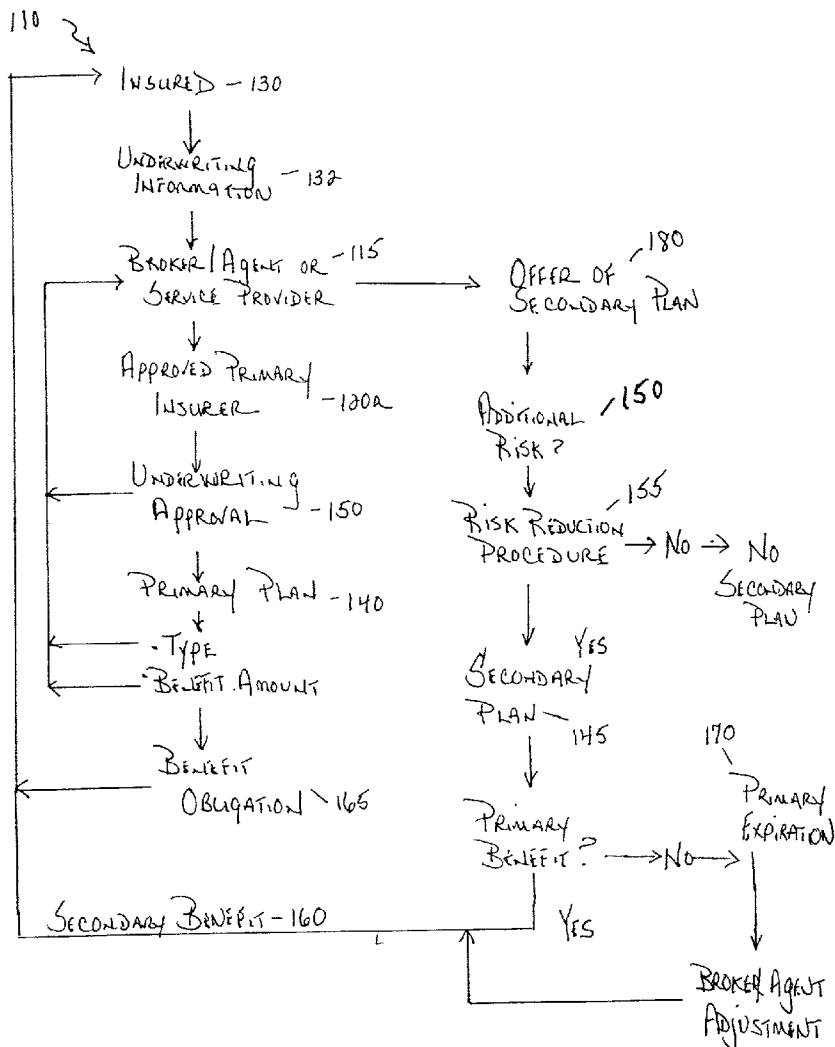 110
INSURED - 130
UNDERWRITING
INFORMATION - 132
BROKER/AGENT OR - 115
SERVICE PROVIDER
APPROVED PRIMARY
INSURER - 120a
UNDERWRITING
APPROVAL - 150
PRIMARY PLAN - 140
· TYPE
· BENEFIT AMOUNT
BENEFIT
OBLIGATION 165
SECONDARY BENEFIT - 160
180
OFFER OF
SECONDARY PLAN
ADDITIONAL 150
RISK?
155
RISK REDUCTION
PROCEDURE
NO
NO
SECONDARY
PLAN
YES
SECONDARY
PLAN
145
PRIMARY
BENEFIT?
NO
170
PRIMARY
EXPIRATION
YES
BROKER/AGENT
ADJUSTMENT